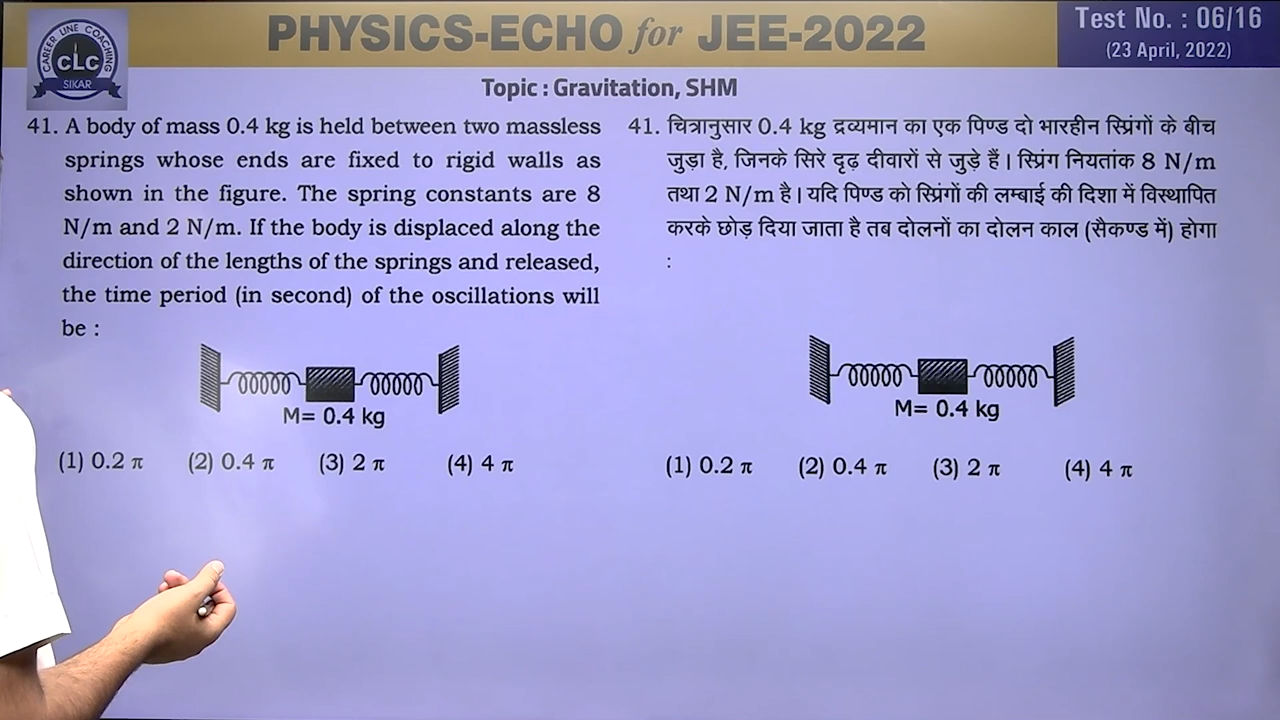 CAREER LINE COACHING
CLC
SIKAR
PHYSICS-ECHO for JEE-2022
Test No. : 06/16
(23 April, 2022)
Topic : Gravitation, SHM
41. A body of mass 0.4 kg is held between two massless
springs whose ends are fixed to rigid walls as
shown in the figure. The spring constants are 8
N/m and 2 N/m. If the body is displaced along the
direction of the lengths of the springs and released,
the time period (in second) of the oscillations will
be :
M= 0.4 kg
(1) 0.2 π (2) 0.4 π (3) 2 π (4) 4 π
41. चित्रानुसार 0.4 kg द्रव्यमान का एक पिण्ड दो भारहीन स्प्रिंगों के बीच
जुड़ा है, जिनके सिरे दृढ़ दीवारों से जुड़े हैं। स्प्रिंग नियतांक 8 N/m
तथा 2 N/m है। यदि पिण्ड को स्प्रिंगों की लम्बाई की दिशा में विस्थापित
करके छोड़ दिया जाता है तब दोलनों का दोलन काल (सैकण्ड में) होगा
:
M= 0.4 kg
(1) 0.2 π (2) 0.4 π (3) 2 π (4) 4 π